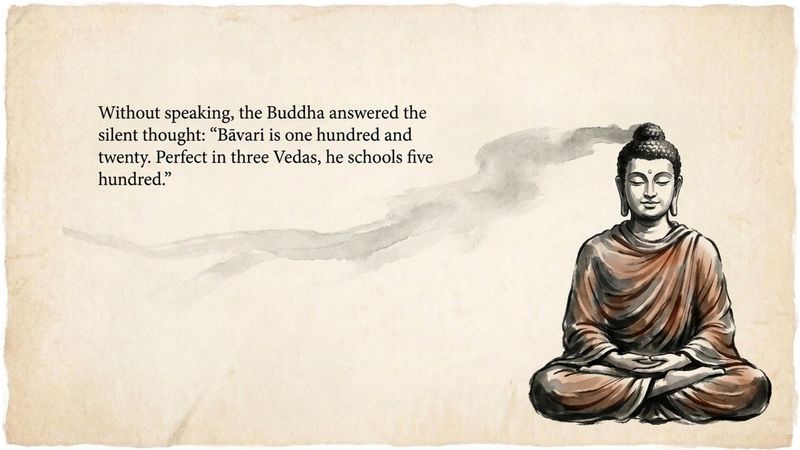 Without speaking, the Buddha answered the
silent thought: “Bāvari is one hundred and
twenty. Perfect in three Vedas, he schools five
hundred.”